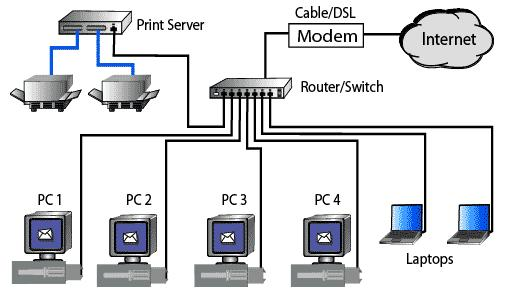 Print Server
Cable/DSL
Modem
Internet
Router/Switch
PC 1
PC 2
PC 3
PC 4
Laptops